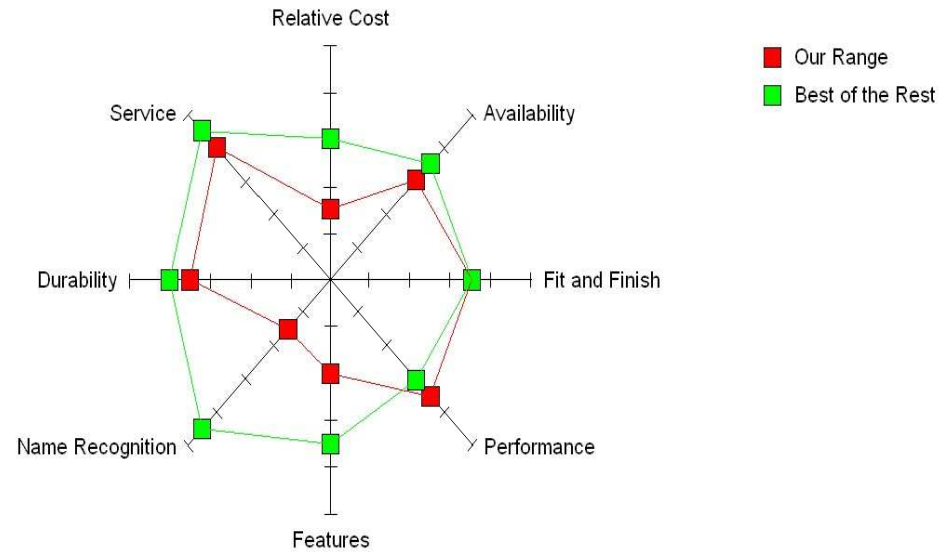 Relative Cost
Our Range
Best of the Rest
Service
Availability
Durability
Fit and Finish
Name Recognition
Performance
Features